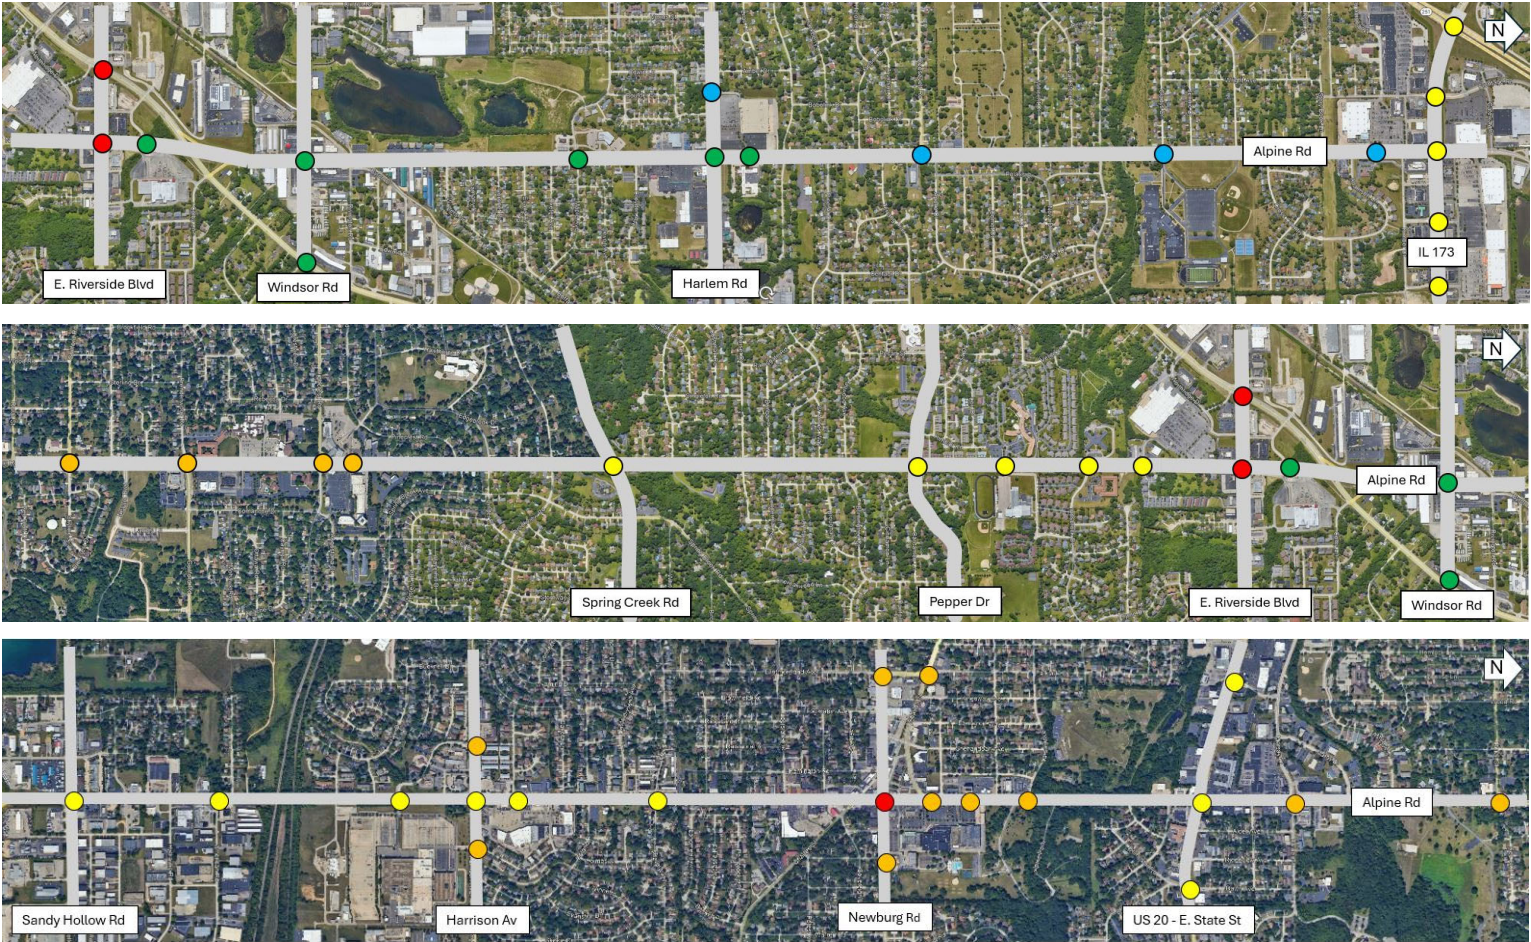 N
Alpine Rd
IL 173
E. Riverside Blvd
Windsor Rd
Harlem Rd
N
Alpine Rd
Spring Creek Rd
Pepper Dr
E. Riverside Blvd
Windsor Rd
N
Alpine Rd
Sandy Hollow Rd
Harrison Av
Newburg Rd
US 20 - E. State St